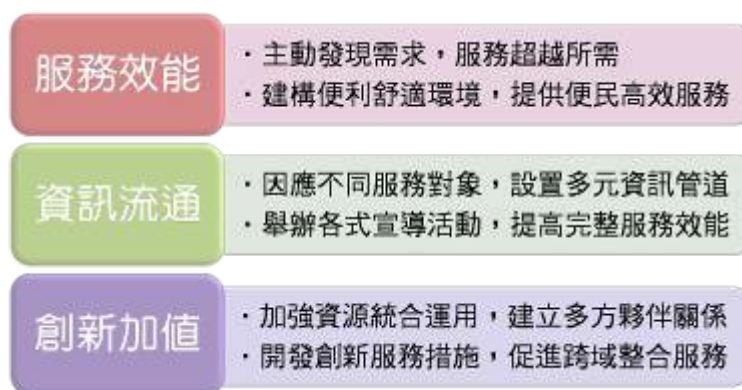 服務效能
・主動發現需求，服務超越所需
・建構便利舒適環境，提供便民高效服務
資訊流通
・因應不同服務對象，設置多元資訊管道
・舉辦各式宣導活動，提高完整服務效能
創新加值
・加強資源統合運用，建立多方夥伴關係
・開發創新服務措施，促進跨域整合服務